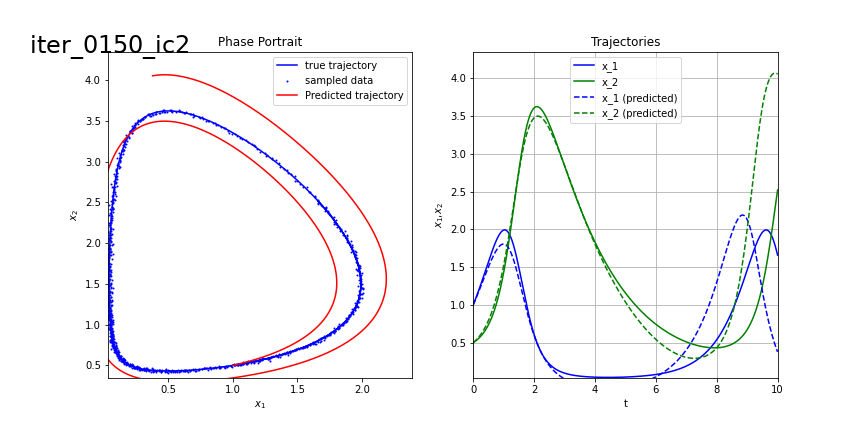 iter_0150_ic2
Phase Portrait
true trajectory
sampled data
Predicted trajectory
4.0
3.5
3.0
2.5
2.0
1.5
1.0
0.5
x_2
0.5
1.0
1.5
2.0
x_1
Trajectories
x_1
x_2
x_1 (predicted)
x_2 (predicted)
4.0
3.5
3.0
2.5
2.0
1.5
1.0
0.5
x_1,x_2
0
2
4
6
8
10
t